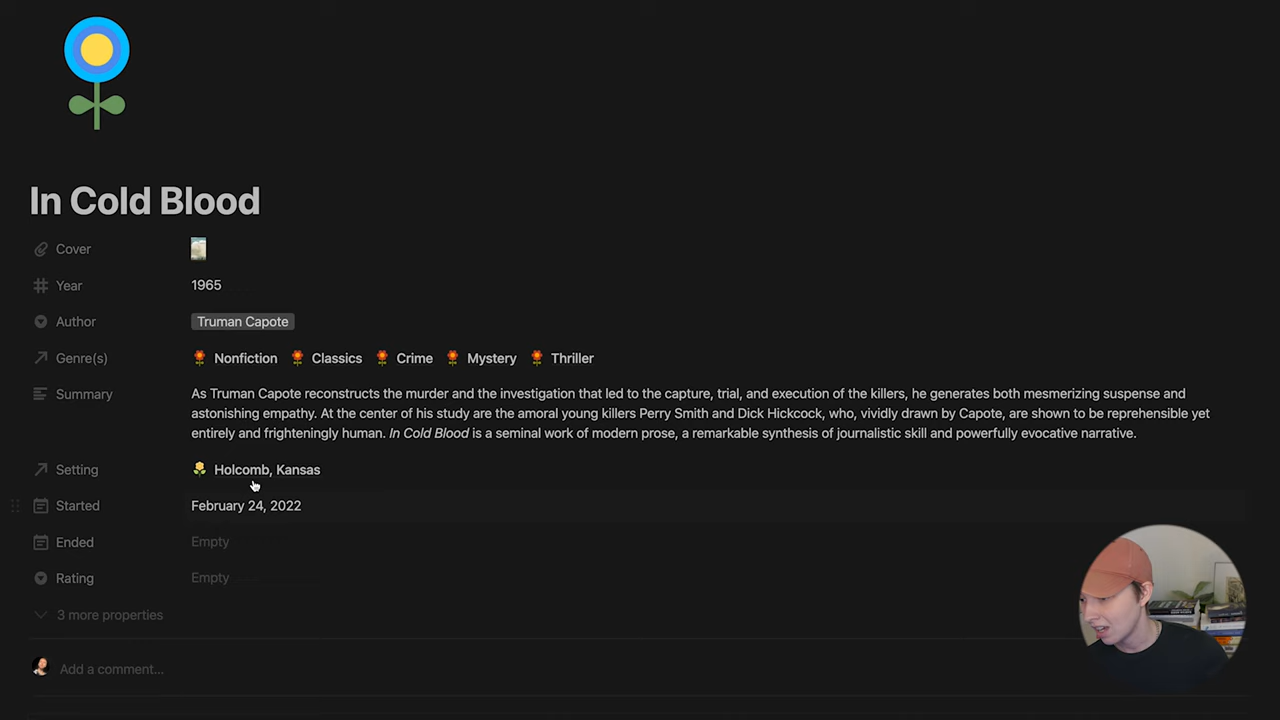 In Cold Blood
Cover
Year 1965
Author Truman Capote
Genre(s) Nonfiction Classics Crime Mystery Thriller
Summary As Truman Capote reconstructs the murder and the investigation that led to the capture, trial, and execution of the killers, he generates both mesmerizing suspense and
astonishing empathy. At the center of his study are the amoral young killers Perry Smith and Dick Hickcock, who, vividly drawn by Capote, are shown to be reprehensible yet
entirely and frighteningly human. In Cold Blood is a seminal work of modern prose, a remarkable synthesis of journalistic skill and powerfully evocative narrative.
Setting Holcomb, Kansas
Started February 24, 2022
Ended Empty
Rating Empty
3 more properties
Add a comment...